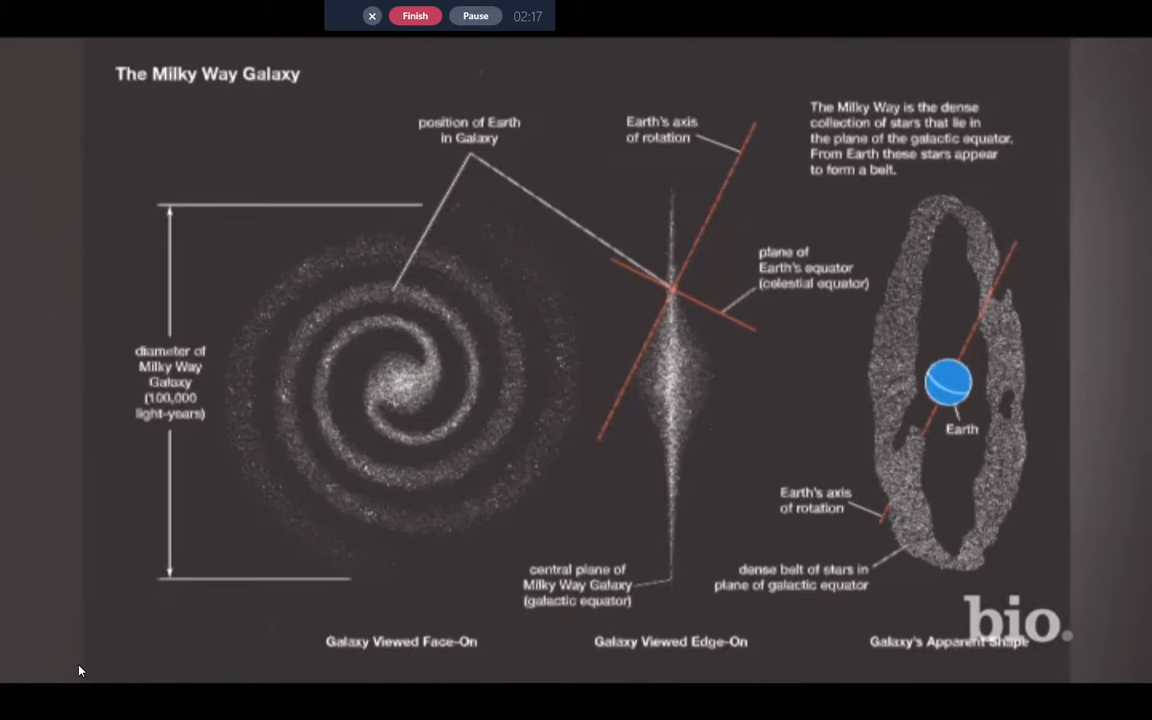 Finish
Pause
02:17
The Milky Way Galaxy
position of Earth
in Galaxy
Earth's axis
of rotation
The Milky Way is the dense
collection of stars that lie in
the plane of the galactic equator.
From Earth these stars appear
to form a belt.
plane of
Earth's equator
(celestial equator)
diameter of
Milky Way
Galaxy
(100,000
light-years)
Earth
Earth's axis
of rotation
central plane of
Milky Way Galaxy
(galactic equator)
dense belt of stars in
plane of galactic equator
bio.
Galaxy Viewed Face-On
Galaxy Viewed Edge-On
Galaxy's Apparent Shape